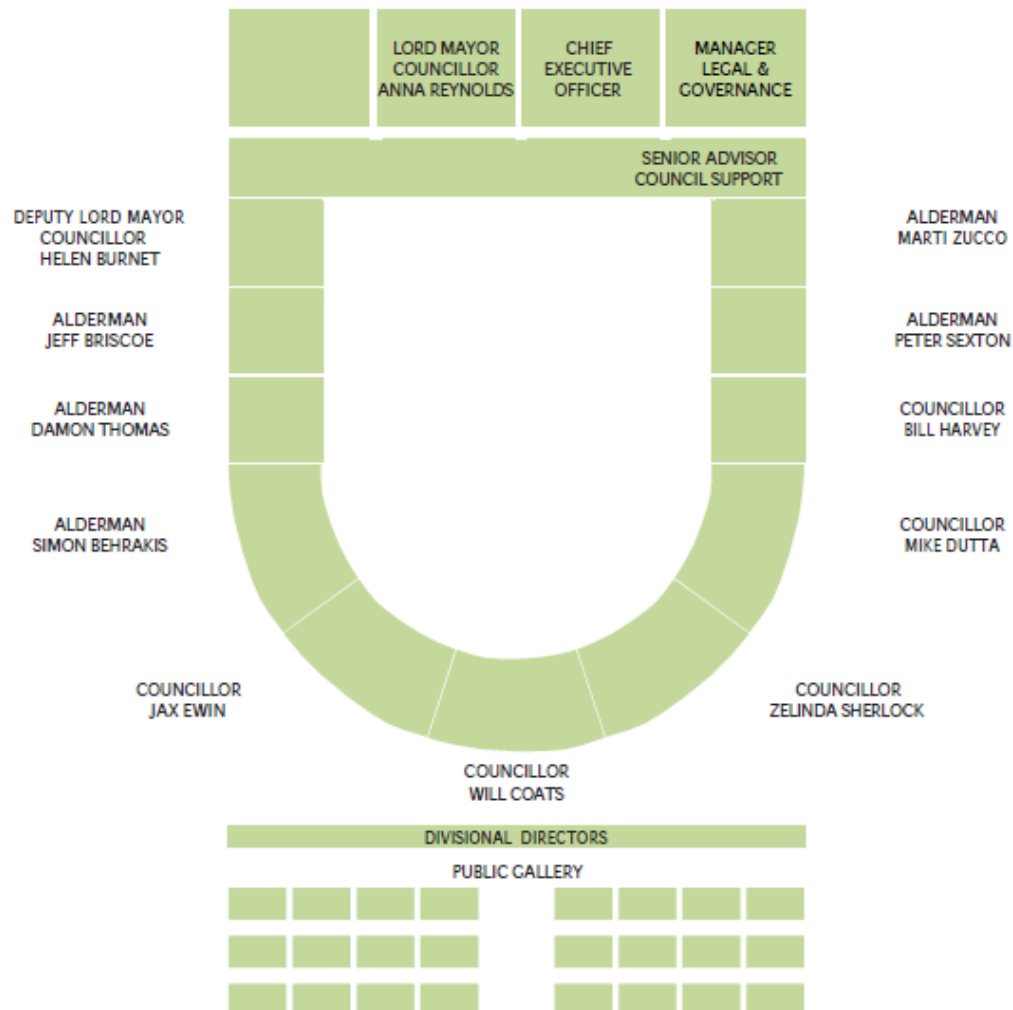 LORD MAYOR
COUNCILLOR
ANNA REYNOLDS
CHIEF
EXECUTIVE
OFFICER
MANAGER
LEGAL &
GOVERNANCE
SENIOR ADVISOR
COUNCIL SUPPORT
DEPUTY LORD MAYOR
COUNCILLOR
HELEN BURNET
ALDERMAN
MARTI ZUCCO
ALDERMAN
JEFF BRISCOE
ALDERMAN
PETER SEXTON
ALDERMAN
DAMON THOMAS
COUNCILLOR
BILL HARVEY
ALDERMAN
SIMON BEHRAKIS
COUNCILLOR
MIKE DUTTA
COUNCILLOR
JAX EWIN
COUNCILLOR
ZELINDA SHERLOCK
COUNCILLOR
WILL COATS
DIVISIONAL DIRECTORS
PUBLIC GALLERY